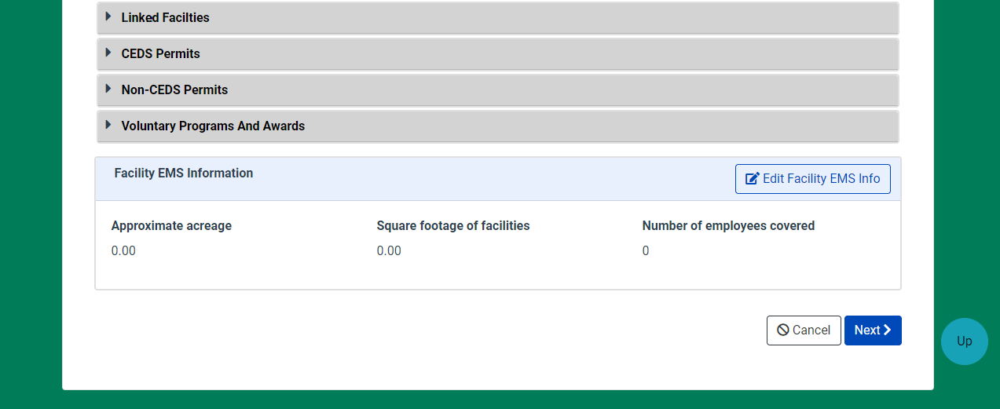 Linked Facilties
CEDS Permits
Non-CEDS Permits
Voluntary Programs And Awards
Facility EMS Information
Edit Facility EMS Info
Approximate acreage
Square footage of facilities
Number of employees covered
0.00
0.00
0
Cancel
Next
Up